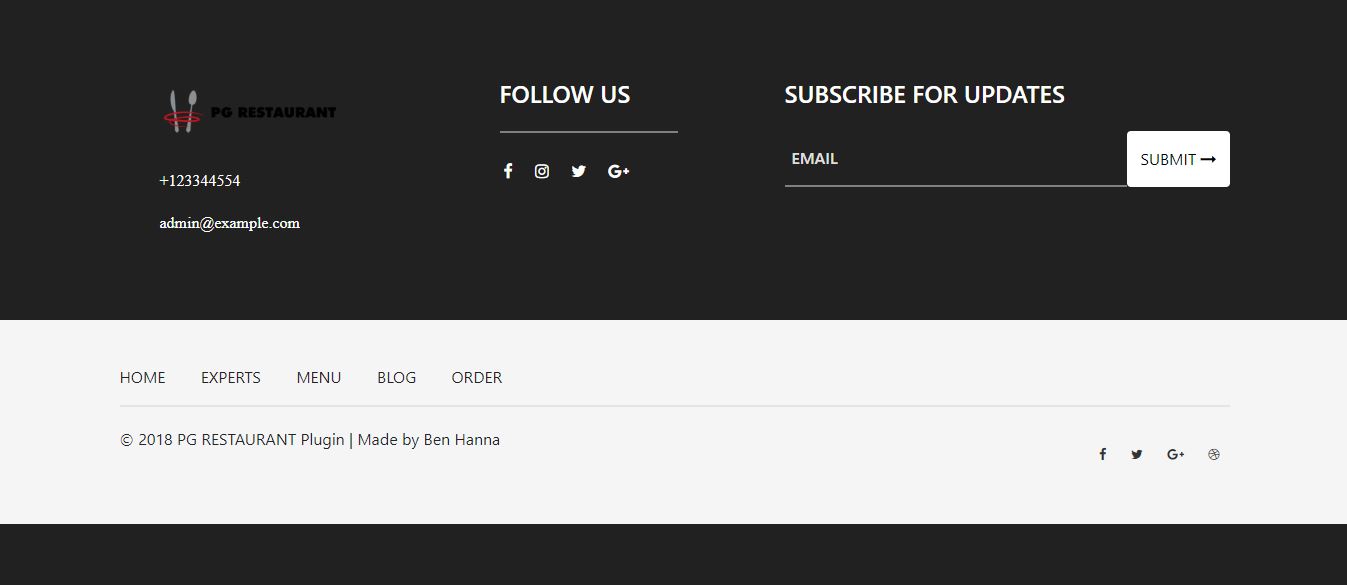 PG RESTAURANT
+123344554
admin@example.com
FOLLOW US
SUBSCRIBE FOR UPDATES
EMAIL
SUBMIT
HOME EXPERTS MENU BLOG ORDER
© 2018 PG RESTAURANT Plugin | Made by Ben Hanna